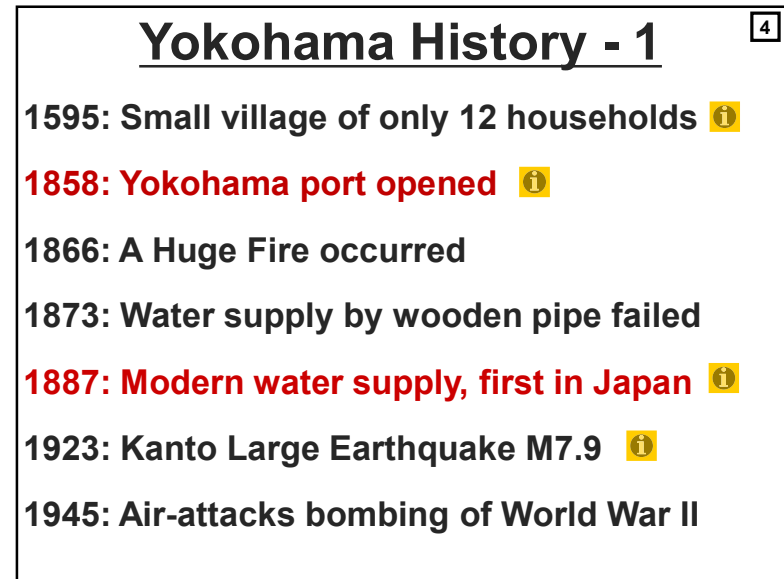 Yokohama History - 1
4
1595: Small village of only 12 households
1858: Yokohama port opened
1866: A Huge Fire occurred
1873: Water supply by wooden pipe failed
1887: Modern water supply, first in Japan
1923: Kanto Large Earthquake M7.9
1945: Air-attacks bombing of World War II